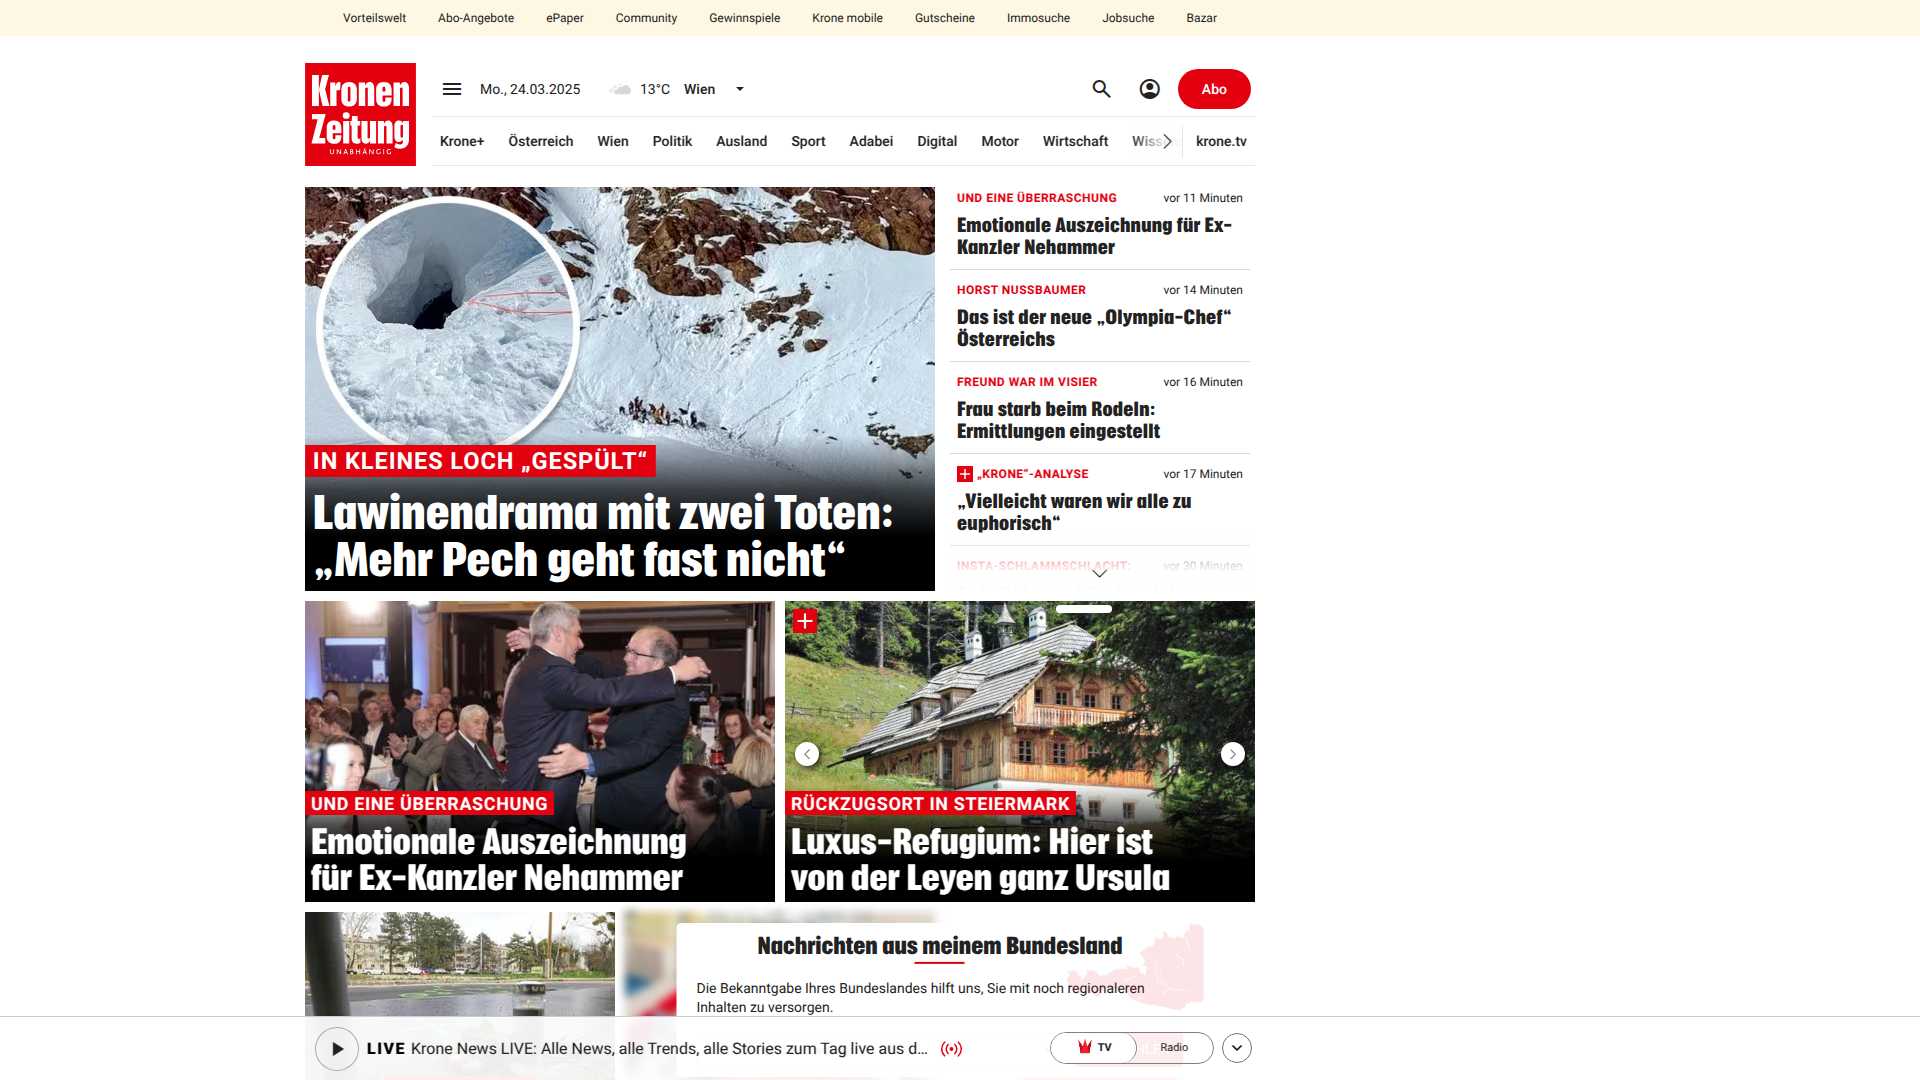 Vorteilswelt Abo-Angebote ePaper Community Gewinnspiele Krone mobile Gutscheine Immosuche Jobsuche Bazar
Kronen
Zeitung
UNABHÄNGIG
Mo., 24.03.2025 13°C Wien
Abo
Krone+ Österreich Wien Politik Ausland Sport Adabei Digital Motor Wirtschaft krone.tv
IN KLEINES LOCH „GESPÜLT“
Lawinendrama mit zwei Toten:
„Mehr Pech geht fast nicht“
UND EINE ÜBERRASCHUNG vor 11 Minuten
Emotionale Auszeichnung für Ex-
Kanzler Nehammer
HORST NUSSBAUMER vor 14 Minuten
Das ist der neue „Olympia-Chef“
Österreichs
FREUND WAR IM VISIER vor 16 Minuten
Frau starb beim Rodeln:
Ermittlungen eingestellt
„KRONE“-ANALYSE vor 17 Minuten
„Vielleicht waren wir alle zu
euphorisch“
INSTA-SCHLAMMSCHLACHT: vor 30 Minuten
UND EINE ÜBERRASCHUNG
Emotionale Auszeichnung
für Ex-Kanzler Nehammer
RÜCKZUGSORT IN STEIERMARK
Luxus-Refugium: Hier ist
von der Leyen ganz Ursula
Nachrichten aus meinem Bundesland
Die Bekanntgabe Ihres Bundeslandes hilft uns, Sie mit noch regionaleren
Inhalten zu versorgen.
LIVE Krone News LIVE: Alle News, alle Trends, alle Stories zum Tag live aus d...
TV Radio